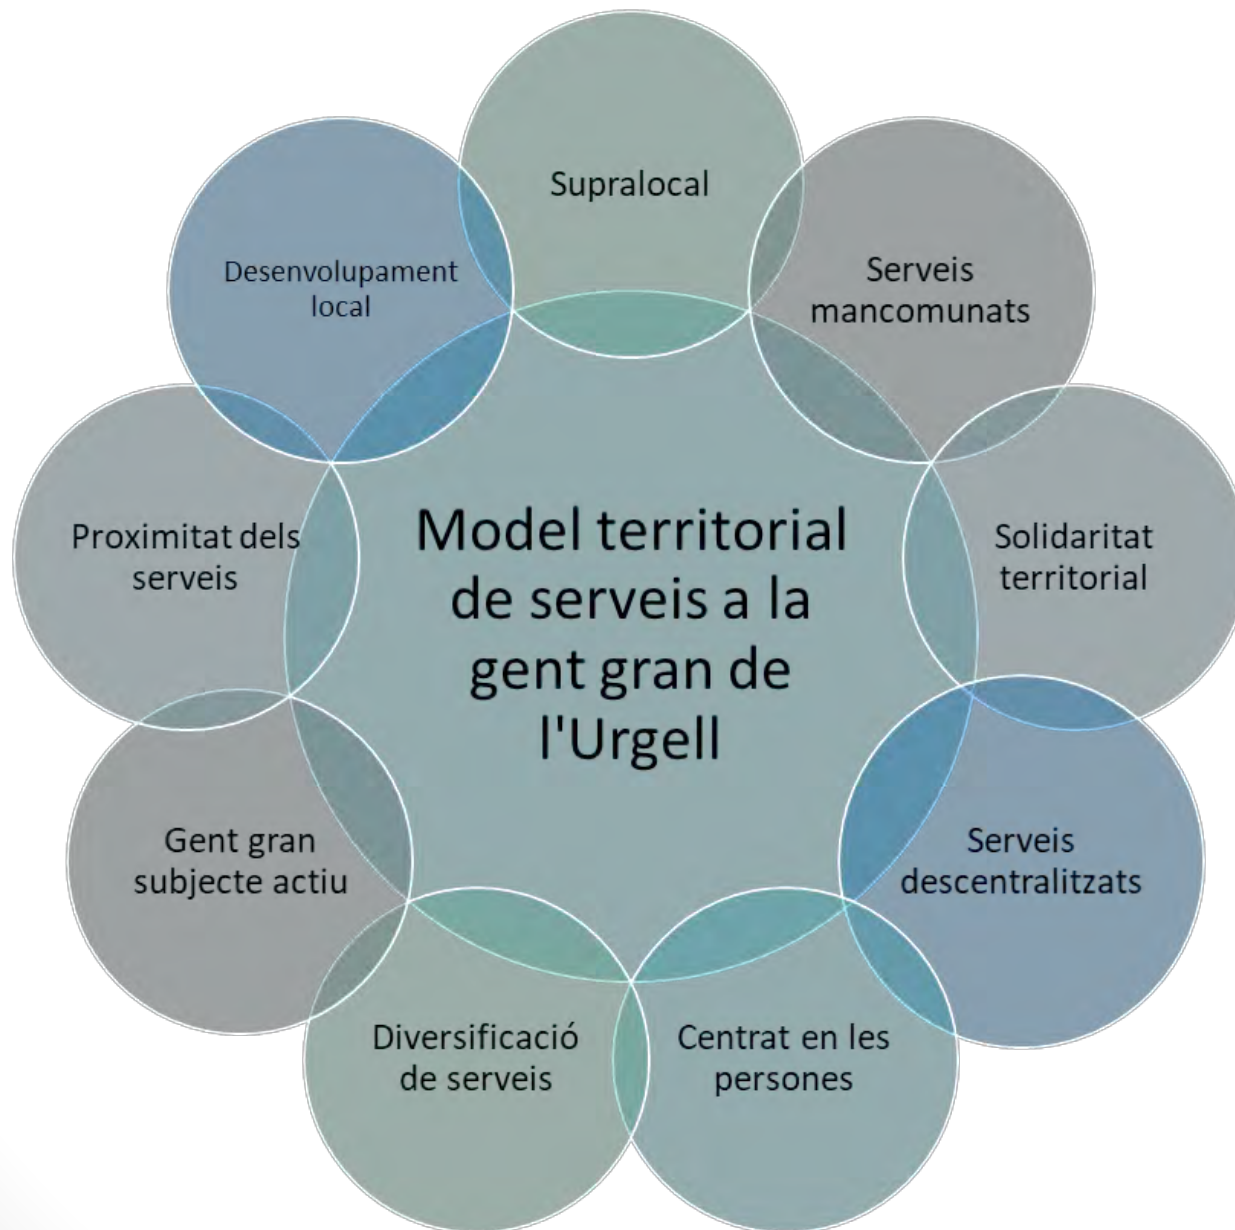 Supralocal
Serveis
mancomunats
Solidaritat
territorial
Serveis
descentralitzats
Centrat en les
persones
Diversificació
de serveis
Gent gran
subjecte actiu
Proximitat dels
serveis
Desenvolupament
local
Model territorial
de serveis a la
gent gran de
l'Urgell